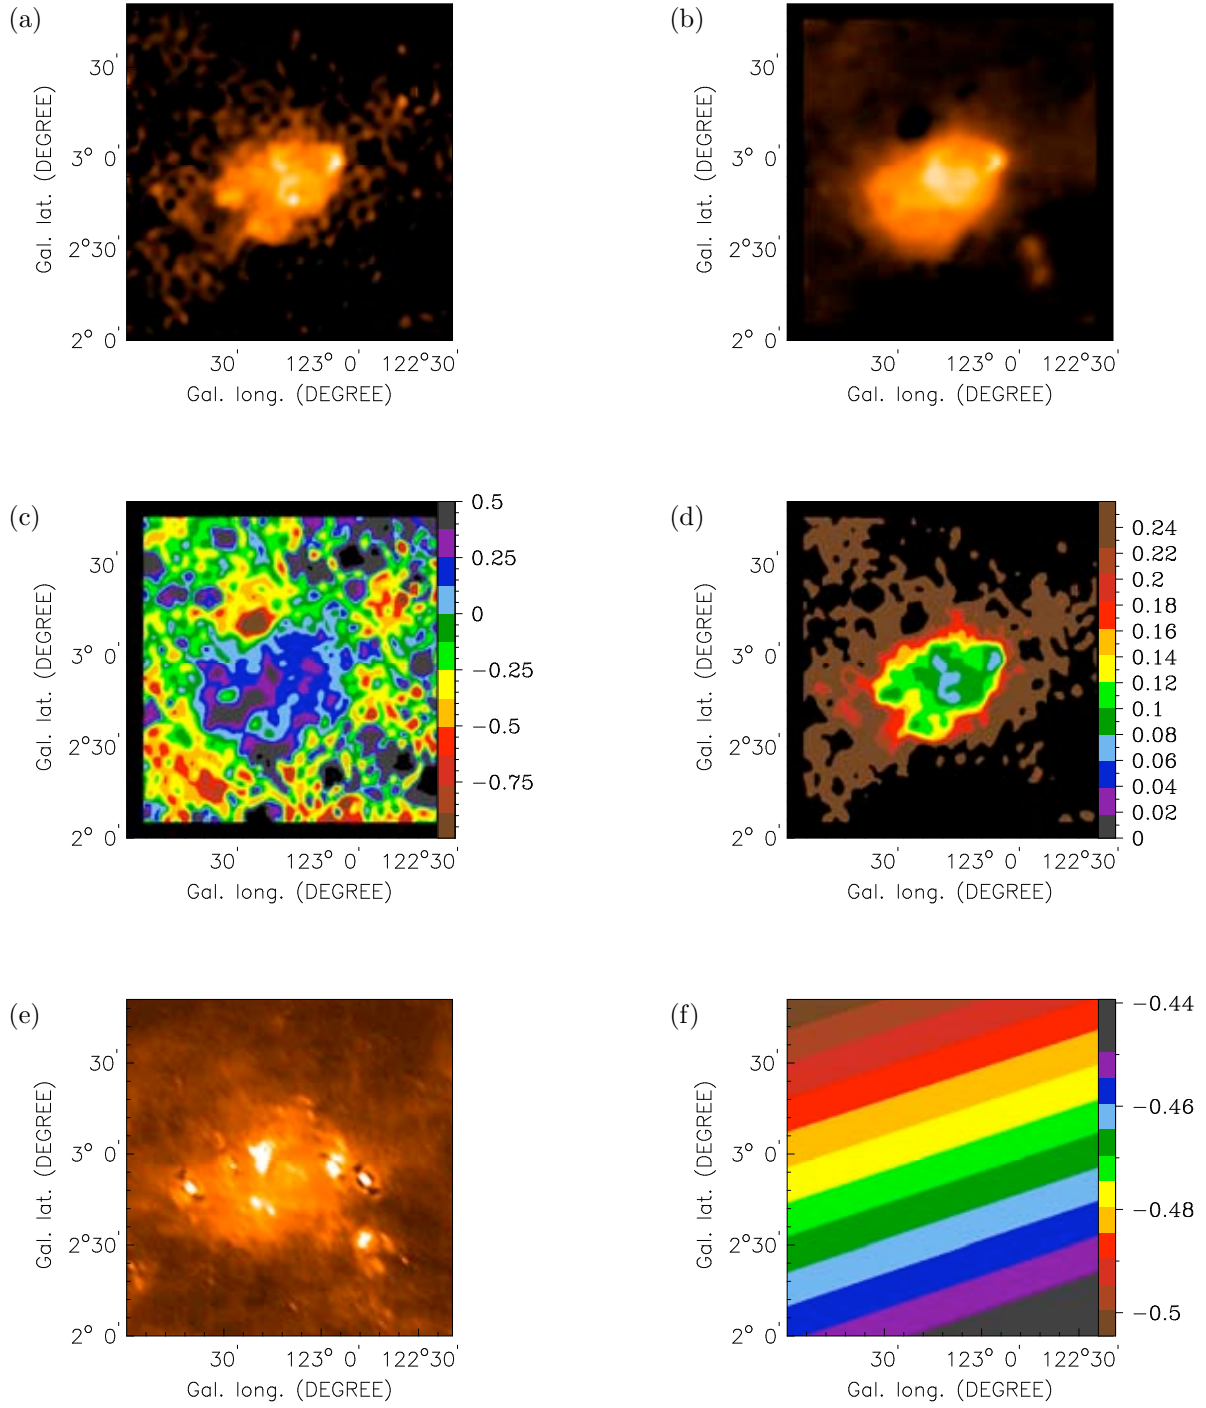 (a)
(b)
30'
3° 0'
2°30'
2° 0'
Gal. lat. (DEGREE)
30' 123° 0' 122°30'
Gal. long. (DEGREE)
30'
3° 0'
2°30'
2° 0'
Gal. lat. (DEGREE)
30' 123° 0' 122°30'
Gal. long. (DEGREE)
(c)
30'
3° 0'
2°30'
2° 0'
Gal. lat. (DEGREE)
30' 123° 0' 122°30'
Gal. long. (DEGREE)
0.5
0.25
0
−0.25
−0.5
−0.75
(d)
30'
3° 0'
2°30'
2° 0'
Gal. lat. (DEGREE)
30' 123° 0' 122°30'
Gal. long. (DEGREE)
0.24
0.22
0.2
0.18
0.16
0.14
0.12
0.1
0.08
0.06
0.04
0.02
0
(e)
30'
3° 0'
2°30'
2° 0'
Gal. lat. (DEGREE)
30' 123° 0' 122°30'
Gal. long. (DEGREE)
(f)
30'
3° 0'
2°30'
2° 0'
Gal. lat. (DEGREE)
30' 123° 0' 122°30'
Gal. long. (DEGREE)
−0.44
−0.46
−0.48
−0.5